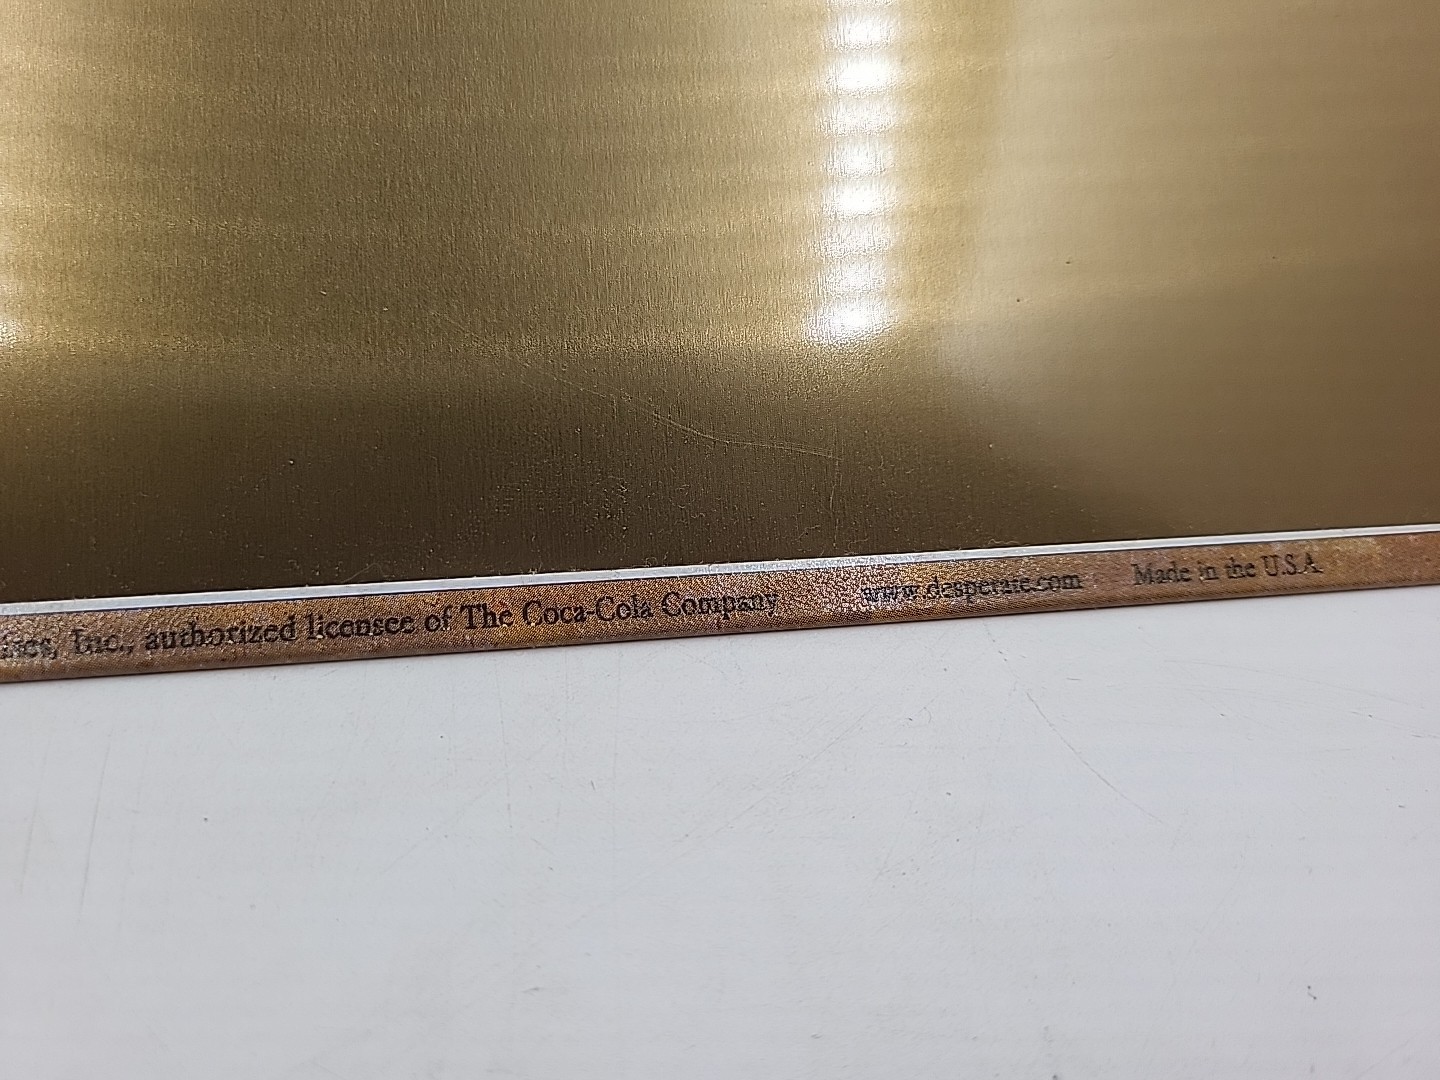 Inc., authorized licensee of The Coca-Cola Company www.desperate.com Made in the U.S.A.